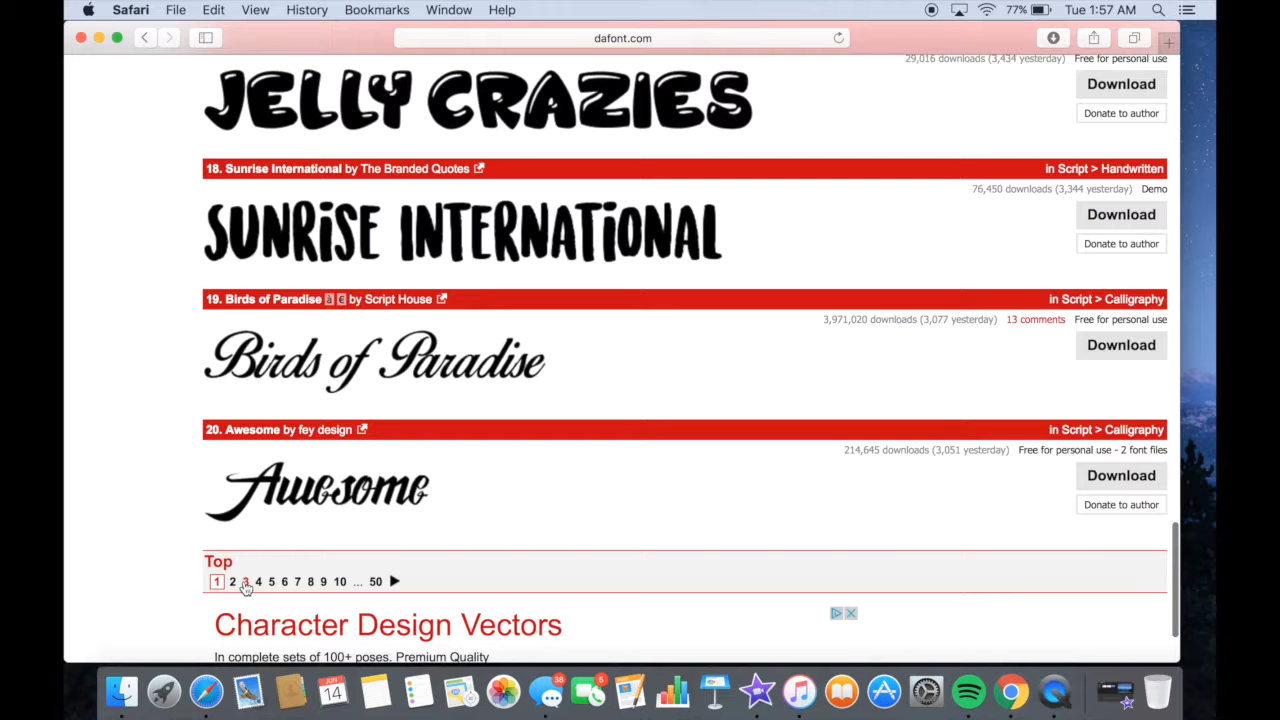 Safari File Edit View History Bookmarks Window Help 77% Tue 1:57 AM
dafont.com
29,016 downloads (3,434 yesterday) Free for personal use
JELLY CRAZIES
Download
Donate to author
18. Sunrise International by The Branded Quotes in Script > Handwritten
76,450 downloads (3,344 yesterday) Demo
SUNRiSE INTERNATiONAL
Download
Donate to author
19. Birds of Paradise à € by Script House in Script > Calligraphy
3,971,020 downloads (3,077 yesterday) 13 comments Free for personal use
Birds of Paradise
Download
20. Awesome by fey design in Script > Calligraphy
214,645 downloads (3,051 yesterday) Free for personal use - 2 font files
Awesome
Download
Donate to author
Top
1 2 3 4 5 6 7 8 9 10 ... 50
Character Design Vectors
In complete sets of 100+ poses. Premium Quality
JUN
14
38
5